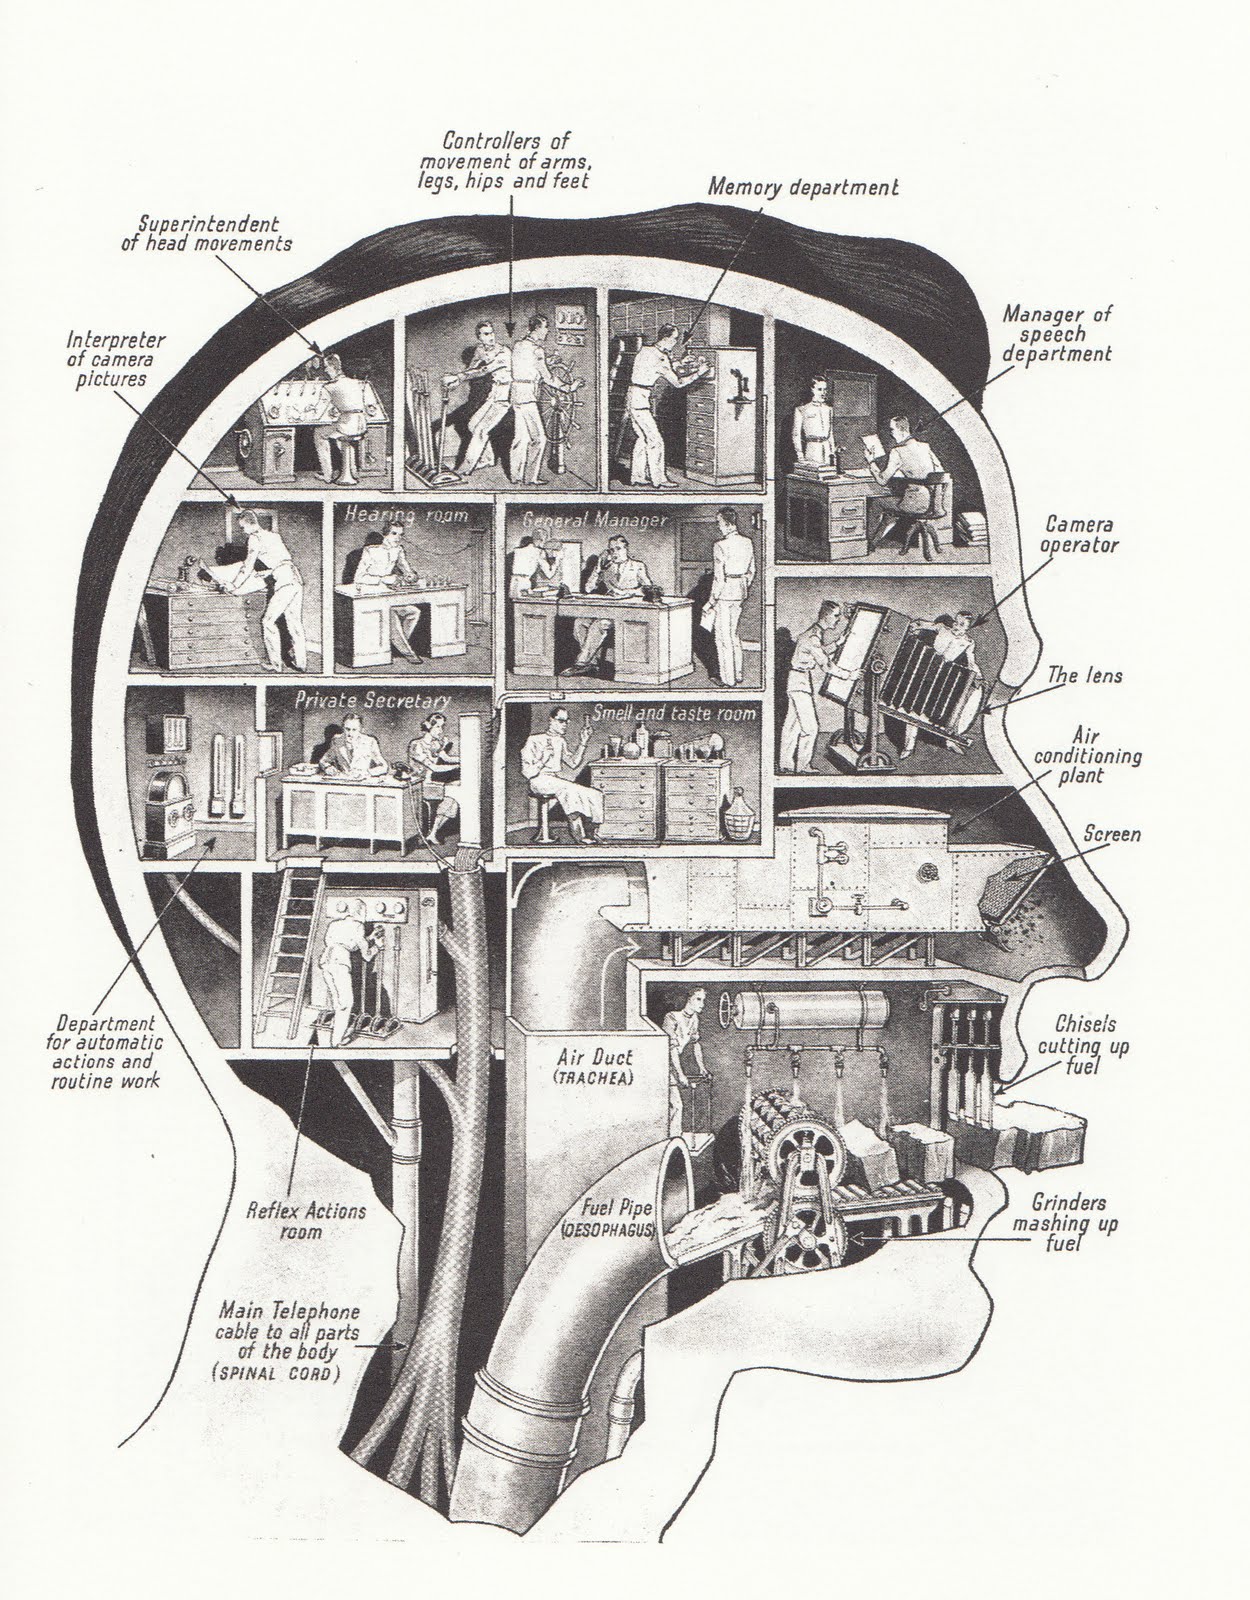 Controllers of
movement of arms,
legs, hips and feet
Memory department
Superintendent
of head movements
Manager of
speech
department
Interpreter
of camera
pictures
Hearing room
General Manager
Camera
operator
The lens
Private Secretary
Smell and taste room
Air
conditioning
plant
Screen
Department
for automatic
actions and
routine work
Air Duct
(TRACHEA)
Chisels
cutting up
fuel
Reflex Actions
room
Fuel Pipe
(OESOPHAGUS)
Grinders
mashing up
fuel
Main Telephone
cable to all parts
of the body
(SPINAL CORD)